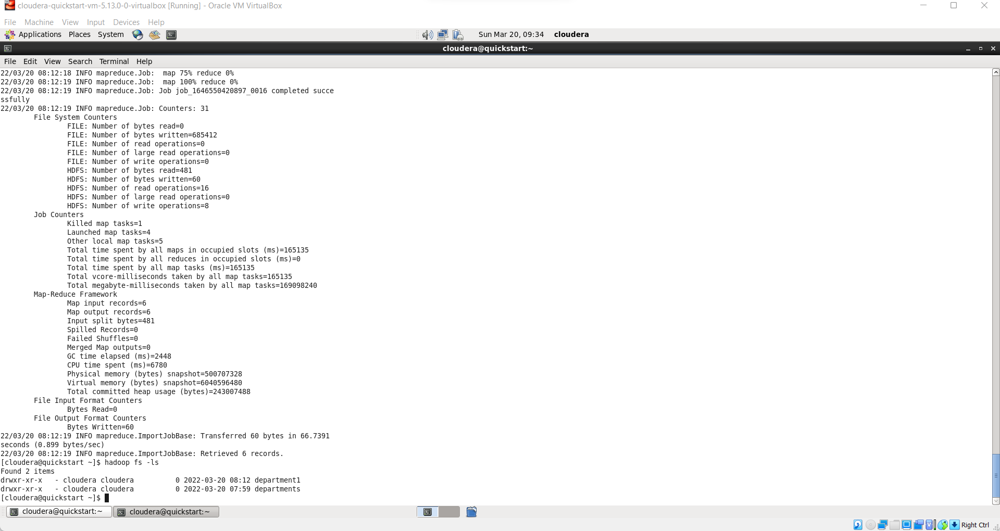 cloudera-quickstart-vm-5.13.0-0-virtualbox [Running] - Oracle VM VirtualBox
File Machine View Input Devices Help
Applications Places System Sun Mar 20, 09:34 cloudera
cloudera@quickstart:~
File Edit View Search Terminal Help
22/03/20 08:12:18 INFO mapreduce.Job:  map 75% reduce 0%
22/03/20 08:12:19 INFO mapreduce.Job:  map 100% reduce 0%
22/03/20 08:12:19 INFO mapreduce.Job: Job job_1646550420897_0016 completed succe
ssfully
22/03/20 08:12:19 INFO mapreduce.Job: Counters: 31
File System Counters
FILE: Number of bytes read=0
FILE: Number of bytes written=685412
FILE: Number of read operations=0
FILE: Number of large read operations=0
FILE: Number of write operations=0
HDFS: Number of bytes read=481
HDFS: Number of bytes written=60
HDFS: Number of read operations=16
HDFS: Number of large read operations=0
HDFS: Number of write operations=8
Job Counters
Killed map tasks=1
Launched map tasks=4
Other local map tasks=5
Total time spent by all maps in occupied slots (ms)=165135
Total time spent by all reduces in occupied slots (ms)=0
Total time spent by all map tasks (ms)=165135
Total vcore-milliseconds taken by all map tasks=165135
Total megabyte-milliseconds taken by all map tasks=169098240
Map-Reduce Framework
Map input records=6
Map output records=6
Input split bytes=481
Spilled Records=0
Failed Shuffles=0
Merged Map outputs=0
GC time elapsed (ms)=2448
CPU time spent (ms)=6780
Physical memory (bytes) snapshot=500707328
Virtual memory (bytes) snapshot=6040596480
Total committed heap usage (bytes)=243007488
File Input Format Counters
Bytes Read=0
File Output Format Counters
Bytes Written=60
22/03/20 08:12:19 INFO mapreduce.ImportJobBase: Transferred 60 bytes in 66.7391
seconds (0.899 bytes/sec)
22/03/20 08:12:19 INFO mapreduce.ImportJobBase: Retrieved 6 records.
[cloudera@quickstart ~]$ hadoop fs -ls
Found 2 items
drwxr-xr-x   - cloudera cloudera          0 2022-03-20 08:12 department1
drwxr-xr-x   - cloudera cloudera          0 2022-03-20 07:59 departments
[cloudera@quickstart ~]$
cloudera@quickstart:~ cloudera@quickstart:~
Right Ctrl